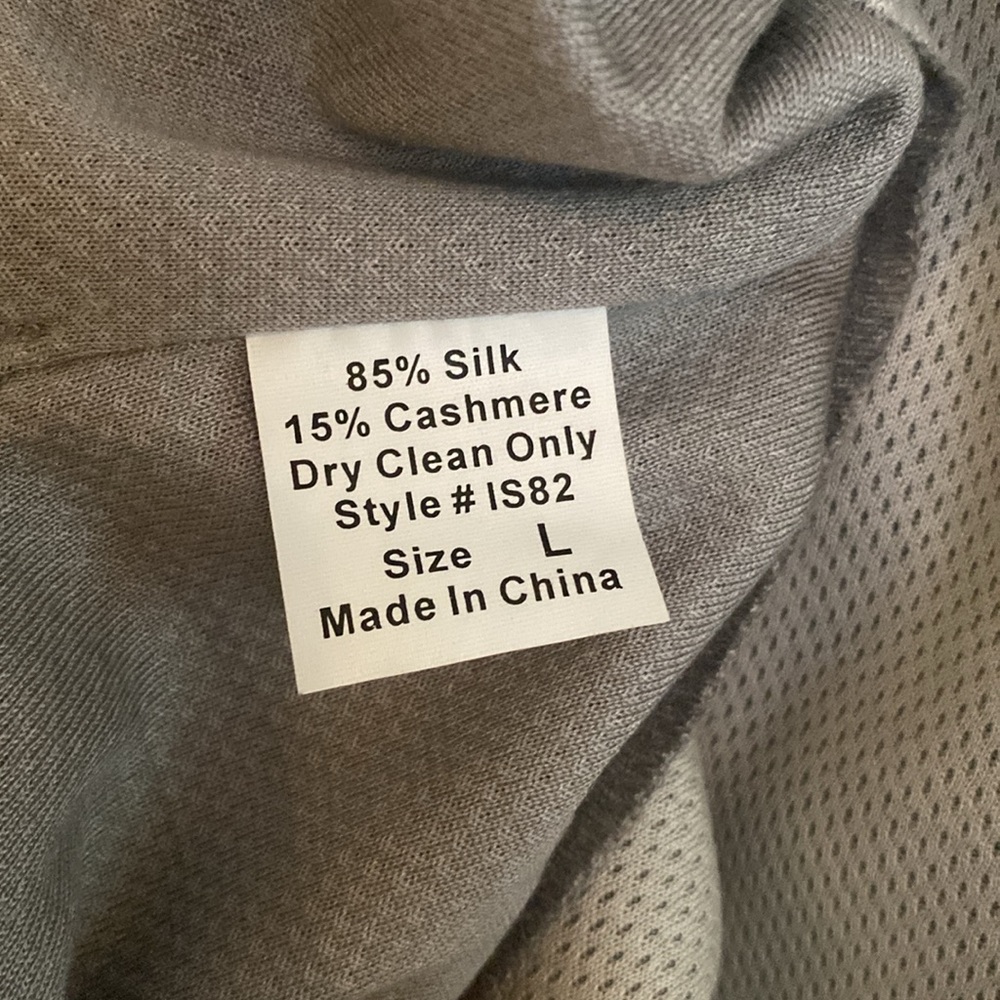 85% Silk
15% Cashmere
Dry Clean Only
Style # IS82
Size L
Made In China